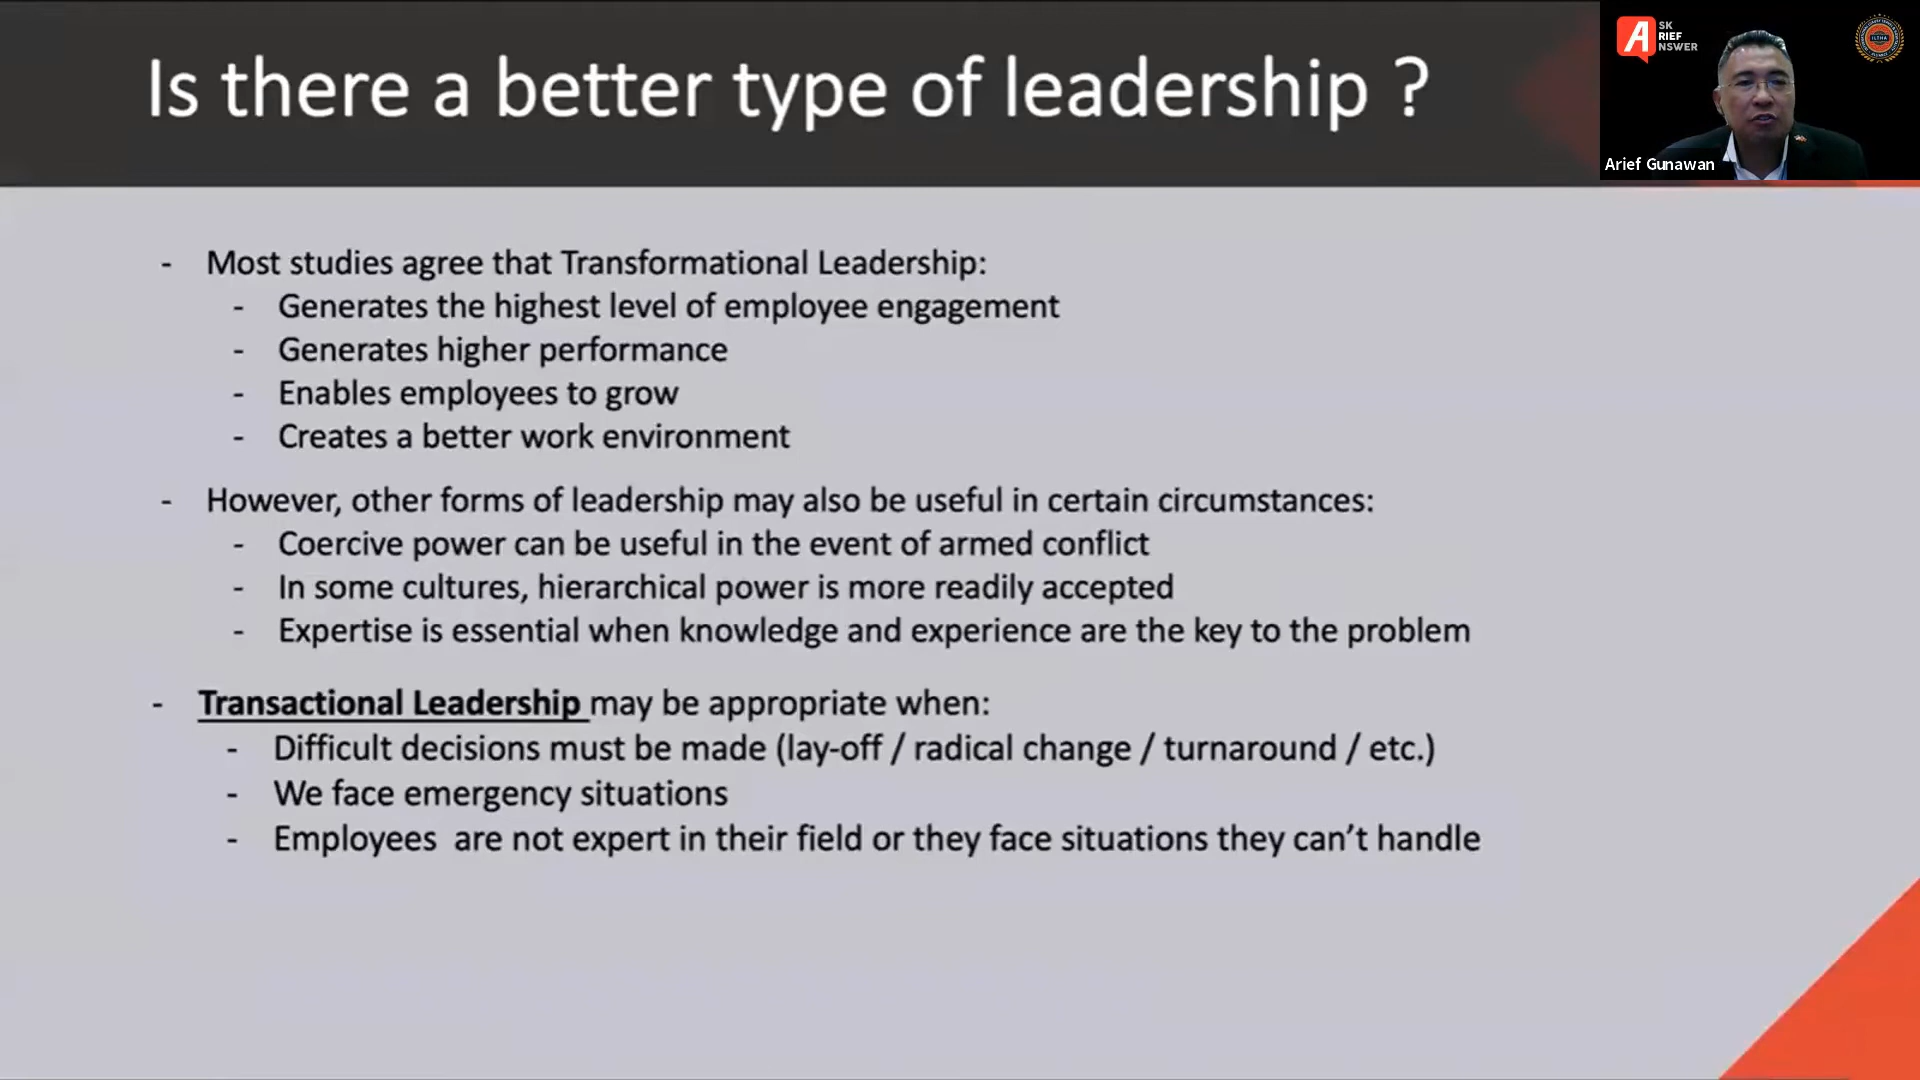 Is there a better type of leadership ?
ASK
ARIEF
ANSWER
ILTHA
Arief Gunawan
- Most studies agree that Transformational Leadership:
- Generates the highest level of employee engagement
- Generates higher performance
- Enables employees to grow
- Creates a better work environment
- However, other forms of leadership may also be useful in certain circumstances:
- Coercive power can be useful in the event of armed conflict
- In some cultures, hierarchical power is more readily accepted
- Expertise is essential when knowledge and experience are the key to the problem
- Transactional Leadership may be appropriate when:
- Difficult decisions must be made (lay-off / radical change / turnaround / etc.)
- We face emergency situations
- Employees  are not expert in their field or they face situations they can’t handle